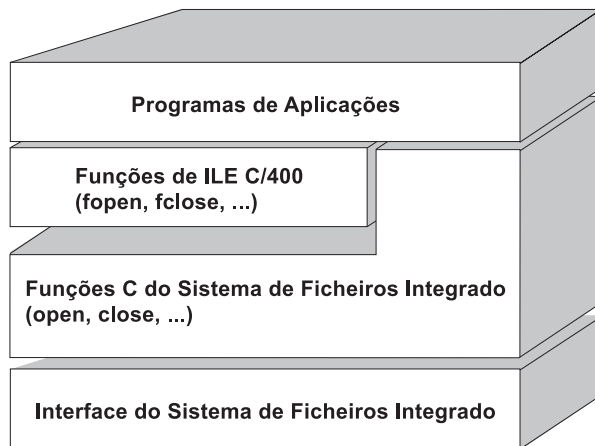 Programas de Aplicações
Funções de ILE C/400
(fopen, fclose, ...)
Funções C do Sistema de Ficheiros Integrado
(open, close, ...)
Interface do Sistema de Ficheiros Integrado